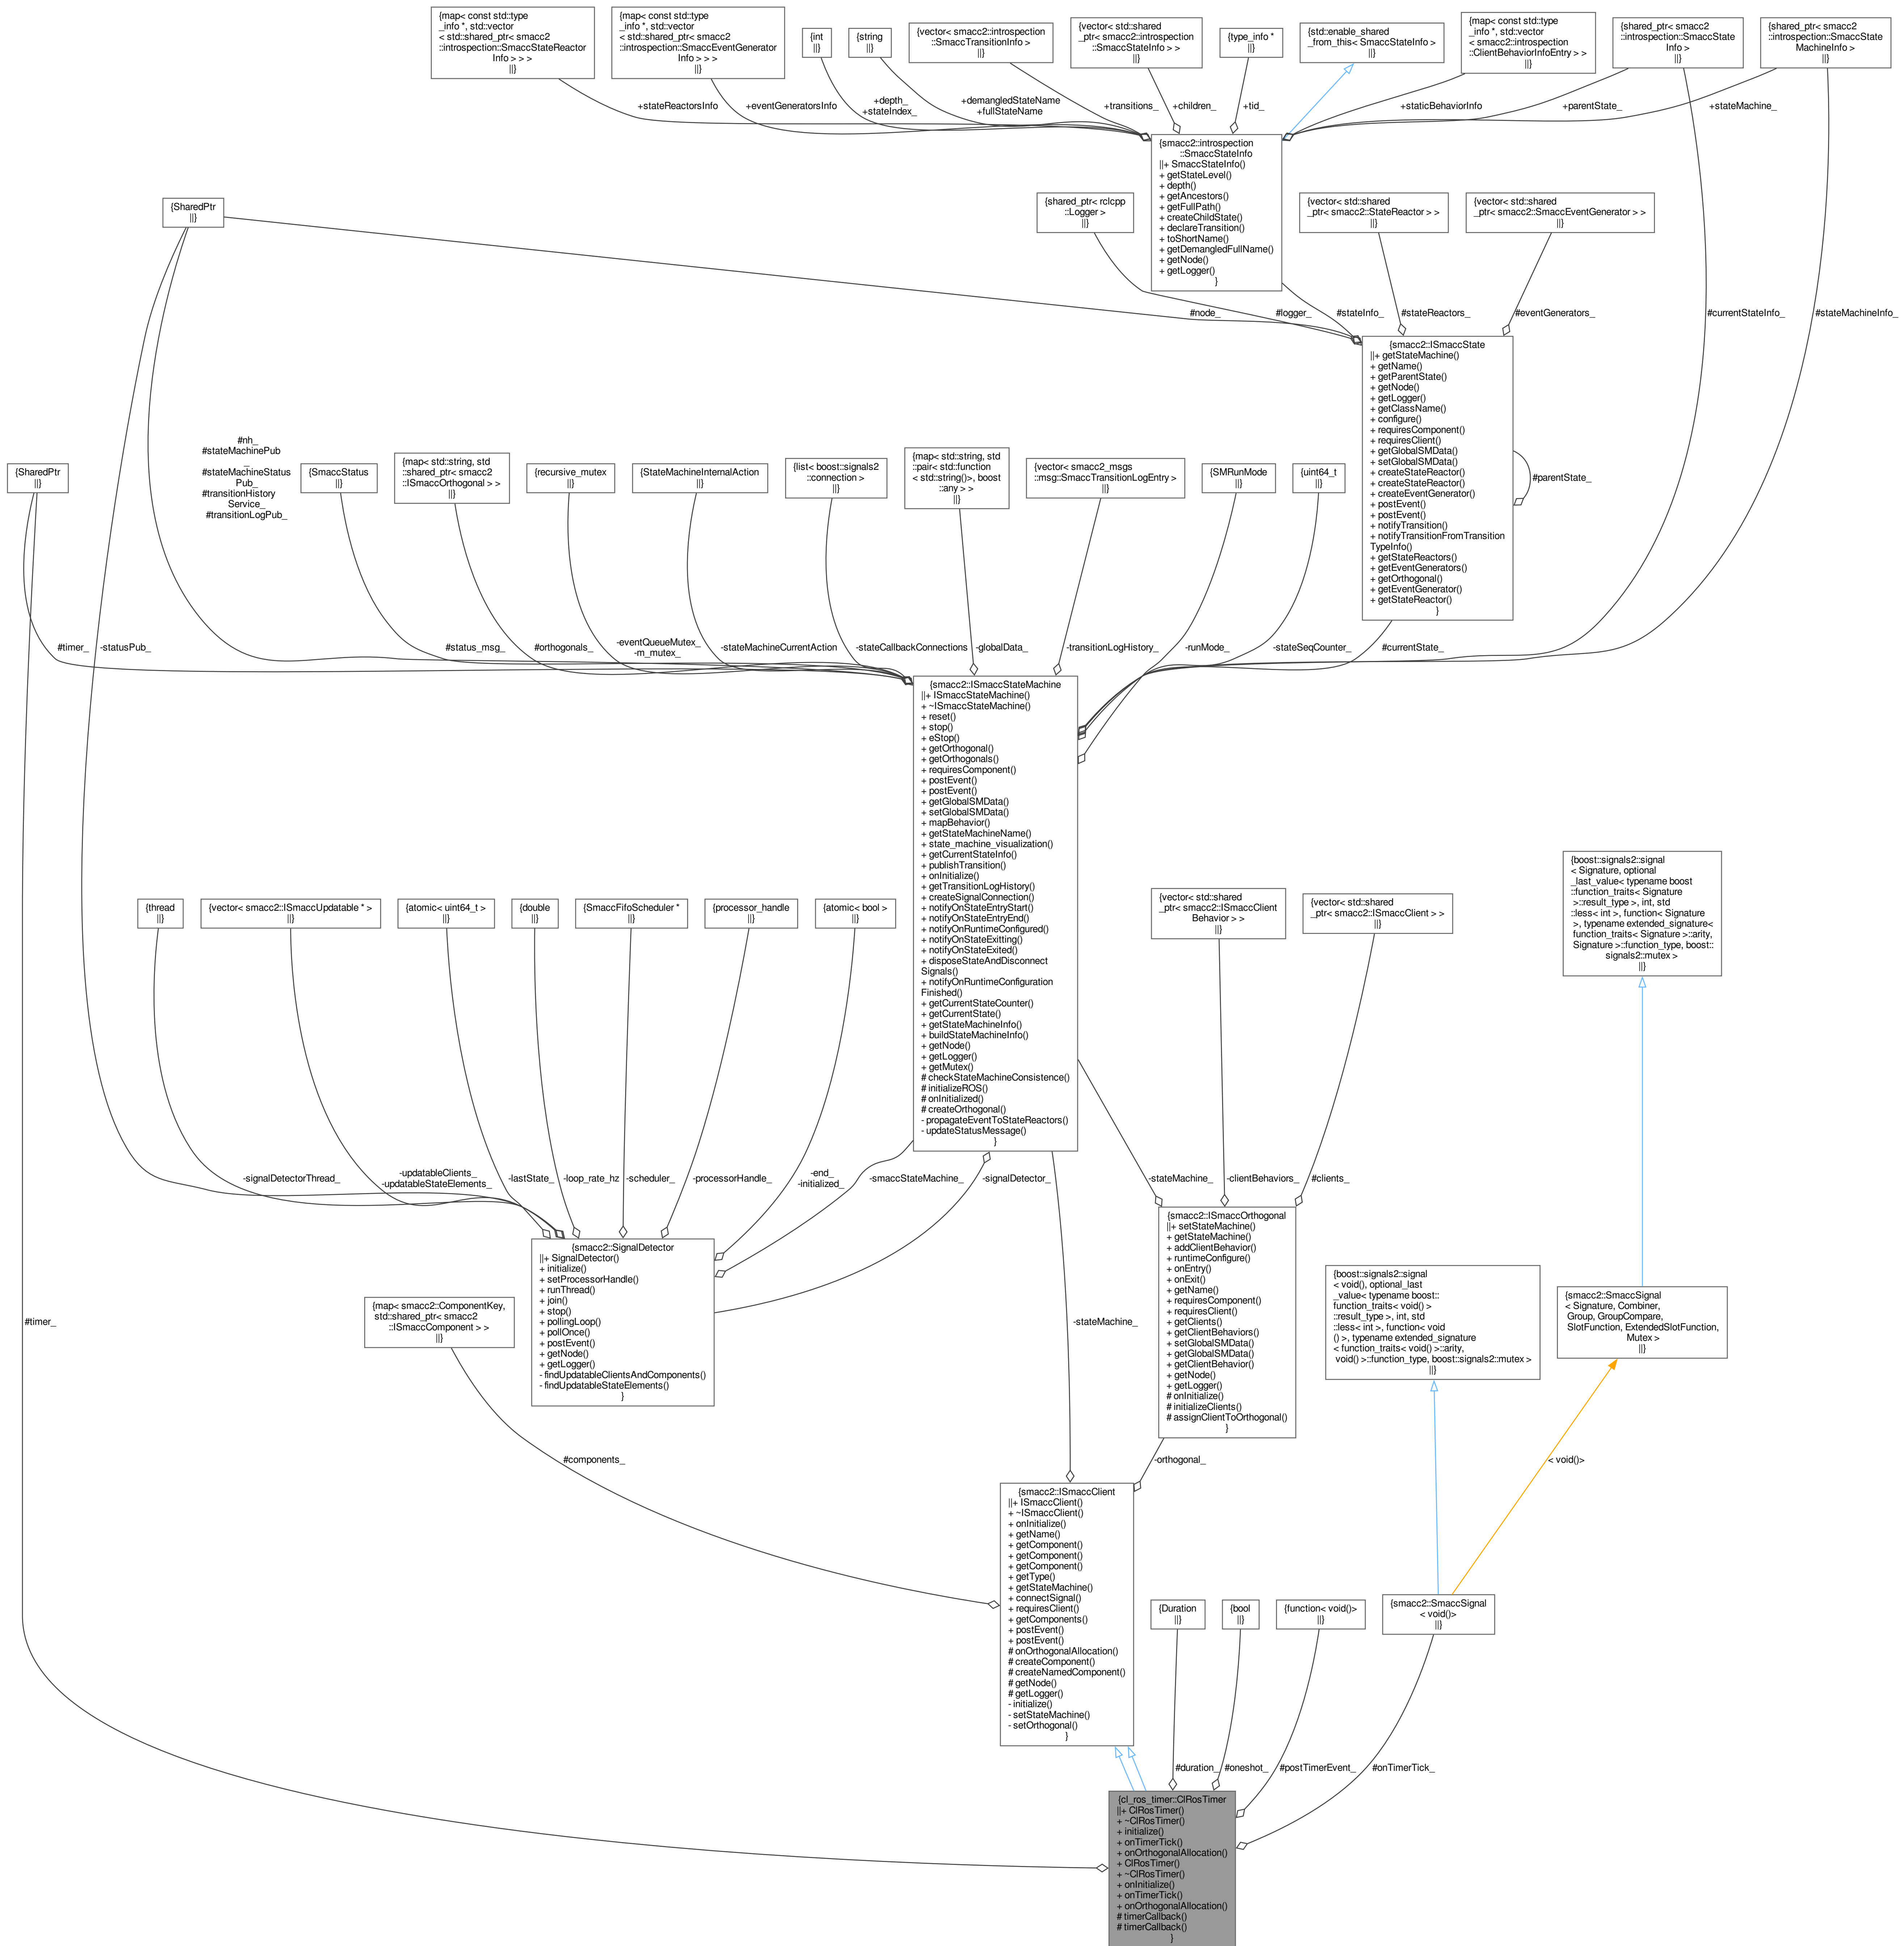 {map< const std::type
_info *, std::vector
< std::shared_ptr< smacc2
::introspection::SmaccStateReactor
Info > > >
||}
{map< const std::type
_info *, std::vector
< std::shared_ptr< smacc2
::introspection::SmaccEventGenerator
Info > > >
||}
{int
||}
{string
||}
{vector< smacc2::introspection
::SmaccTransitionInfo >
||}
{vector< std::shared
_ptr< smacc2::introspection
::SmaccStateInfo > >
||}
{type_info *
||}
{std::enable_shared
_from_this< SmaccStateInfo >
||}
{map< const std::type
_info *, std::vector
< smacc2::introspection
::ClientBehaviorInfoEntry > >
||}
{shared_ptr< smacc2
::introspection::SmaccState
Info >
||}
{shared_ptr< smacc2
::introspection::SmaccState
MachineInfo >
||}
+stateReactorsInfo
+eventGeneratorsInfo
+depth_
+stateIndex_
+demangledStateName
+fullStateName
+transitions_
+children_
+tid_
+staticBehaviorInfo
+parentState_
+stateMachine_
{smacc2::introspection
::SmaccStateInfo
||+ SmaccStateInfo()
+ getStateLevel()
+ depth()
+ getAncestors()
+ getFullPath()
+ createChildState()
+ declareTransition()
+ toShortName()
+ getDemangledFullName()
+ getNode()
+ getLogger()
}
{SharedPtr
||}
{shared_ptr< rclcpp
::Logger >
||}
{vector< std::shared
_ptr< smacc2::StateReactor > >
||}
{vector< std::shared
_ptr< smacc2::SmaccEventGenerator > >
||}
#node_
#logger_
#stateInfo_
#stateReactors_
#eventGenerators_
#currentStateInfo_
#stateMachineInfo_
{smacc2::ISmaccState
||+ getStateMachine()
+ getName()
+ getParentState()
+ getNode()
+ getLogger()
+ getClassName()
+ configure()
+ requiresComponent()
+ requiresClient()
+ getGlobalSMData()
+ setGlobalSMData()
+ createStateReactor()
+ createStateReactor()
+ createEventGenerator()
+ postEvent()
+ postEvent()
+ notifyTransition()
+ notifyTransitionFromTransition
TypeInfo()
+ getStateReactors()
+ getEventGenerators()
+ getOrthogonal()
+ getEventGenerator()
+ getStateReactor()
}
#parentState_
{SharedPtr
||}
#nh_
#stateMachinePub
_
#stateMachineStatus
Pub_
#transitionHistory
Service_
#transitionLogPub_
{SmaccStatus
||}
{map< std::string, std
::shared_ptr< smacc2
::ISmaccOrthogonal > >
||}
{recursive_mutex
||}
{StateMachineInternalAction
||}
{list< boost::signals2
::connection >
||}
{map< std::string, std
::pair< std::function
< std::string()>, boost
::any > >
||}
{vector< smacc2_msgs
::msg::SmaccTransitionLogEntry >
||}
{SMRunMode
||}
{uint64_t
||}
#timer_
-statusPub_
#status_msg_
#orthogonals_
-eventQueueMutex_
-m_mutex_
-stateMachineCurrentAction
-stateCallbackConnections
-globalData_
-transitionLogHistory_
-runMode_
-stateSeqCounter_
#currentState_
{smacc2::ISmaccStateMachine
||+ ISmaccStateMachine()
+ ~ISmaccStateMachine()
+ reset()
+ stop()
+ eStop()
+ getOrthogonal()
+ getOrthogonals()
+ requiresComponent()
+ postEvent()
+ postEvent()
+ getGlobalSMData()
+ setGlobalSMData()
+ mapBehavior()
+ getStateMachineName()
+ state_machine_visualization()
+ getCurrentStateInfo()
+ publishTransition()
+ onInitialize()
+ getTransitionLogHistory()
+ createSignalConnection()
+ notifyOnStateEntryStart()
+ notifyOnStateEntryEnd()
+ notifyOnRuntimeConfigured()
+ notifyOnStateExitting()
+ notifyOnStateExited()
+ disposeStateAndDisconnect
Signals()
+ notifyOnRuntimeConfiguration
Finished()
+ getCurrentStateCounter()
+ getCurrentState()
+ getStateMachineInfo()
+ buildStateMachineInfo()
+ getNode()
+ getLogger()
+ getMutex()
# checkStateMachineConsistence()
# initializeROS()
# onInitialized()
# createOrthogonal()
- propagateEventToStateReactors()
- updateStatusMessage()
}
{thread
||}
{vector< smacc2::ISmaccUpdatable * >
||}
{atomic< uint64_t >
||}
{double
||}
{SmaccFifoScheduler *
||}
{processor_handle
||}
{atomic< bool >
||}
{vector< std::shared
_ptr< smacc2::ISmaccClient
Behavior > >
||}
{vector< std::shared
_ptr< smacc2::ISmaccClient > >
||}
{boost::signals2::signal
< Signature, optional
_last_value< typename boost
::function_traits< Signature
>::result_type >, int, std
::less< int >, function< Signature
>, typename extended_signature<
function_traits< Signature >::arity,
Signature >::function_type, boost::
signals2::mutex >
||}
-signalDetectorThread_
-updatableClients_
-updatableStateElements_
-lastState_
-loop_rate_hz
-scheduler_
-processorHandle_
-end_
-initialized_
-smaccStateMachine_
-signalDetector_
-stateMachine_
-clientBehaviors_
#clients_
{smacc2::SignalDetector
||+ SignalDetector()
+ initialize()
+ setProcessorHandle()
+ runThread()
+ join()
+ stop()
+ pollingLoop()
+ pollOnce()
+ postEvent()
+ getNode()
+ getLogger()
- findUpdatableClientsAndComponents()
- findUpdatableStateElements()
}
{smacc2::ISmaccOrthogonal
||+ setStateMachine()
+ getStateMachine()
+ addClientBehavior()
+ runtimeConfigure()
+ onEntry()
+ onExit()
+ getName()
+ requiresComponent()
+ requiresClient()
+ getClients()
+ getClientBehaviors()
+ setGlobalSMData()
+ getGlobalSMData()
+ getClientBehavior()
+ getNode()
+ getLogger()
# onInitialize()
# initializeClients()
# assignClientToOrthogonal()
}
{map< smacc2::ComponentKey,
std::shared_ptr< smacc2
::ISmaccComponent > >
||}
{boost::signals2::signal
< void(), optional_last
_value< typename boost::
function_traits< void() >
::result_type >, int, std
::less< int >, function< void
() >, typename extended_signature
< function_traits< void() >::arity,
void() >::function_type, boost::signals2::mutex >
||}
{smacc2::SmaccSignal
< Signature, Combiner,
Group, GroupCompare,
SlotFunction, ExtendedSlotFunction,
Mutex >
||}
#timer_
-stateMachine_
#components_
-orthogonal_
< void()>
{smacc2::ISmaccClient
||+ ISmaccClient()
+ ~ISmaccClient()
+ onInitialize()
+ getName()
+ getComponent()
+ getComponent()
+ getComponent()
+ getType()
+ getStateMachine()
+ connectSignal()
+ requiresClient()
+ getComponents()
+ postEvent()
+ postEvent()
# onOrthogonalAllocation()
# createComponent()
# createNamedComponent()
# getNode()
# getLogger()
- initialize()
- setStateMachine()
- setOrthogonal()
}
{Duration
||}
{bool
||}
{function< void()>
||}
{smacc2::SmaccSignal
< void()>
||}
#duration_
#oneshot_
#postTimerEvent_
#onTimerTick_
{cl_ros_timer::ClRosTimer
||+ ClRosTimer()
+ ~ClRosTimer()
+ initialize()
+ onTimerTick()
+ onOrthogonalAllocation()
+ ClRosTimer()
+ ~ClRosTimer()
+ onInitialize()
+ onTimerTick()
+ onOrthogonalAllocation()
# timerCallback()
# timerCallback()
}